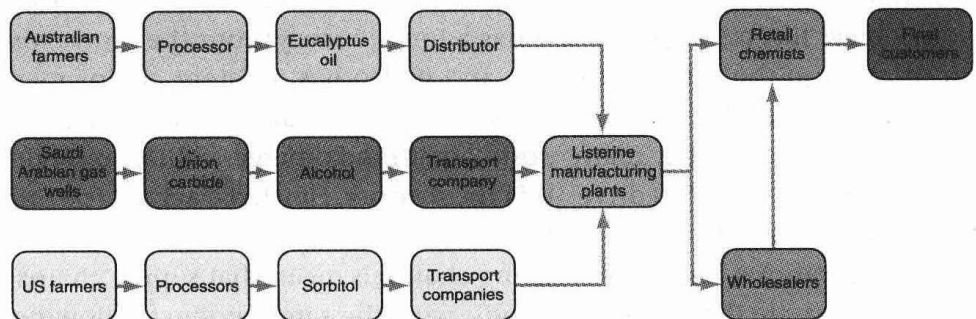 Australian
farmers
Processor
Eucalyptus
oil
Distributor
Retail
chemists
Final
customers
Saudi
Arabian gas
wells
Union
carbide
Alcohol
Transport
company
Listerine
manufacturing
plants
US farmers
Processors
Sorbitol
Transport
companies
Wholesalers